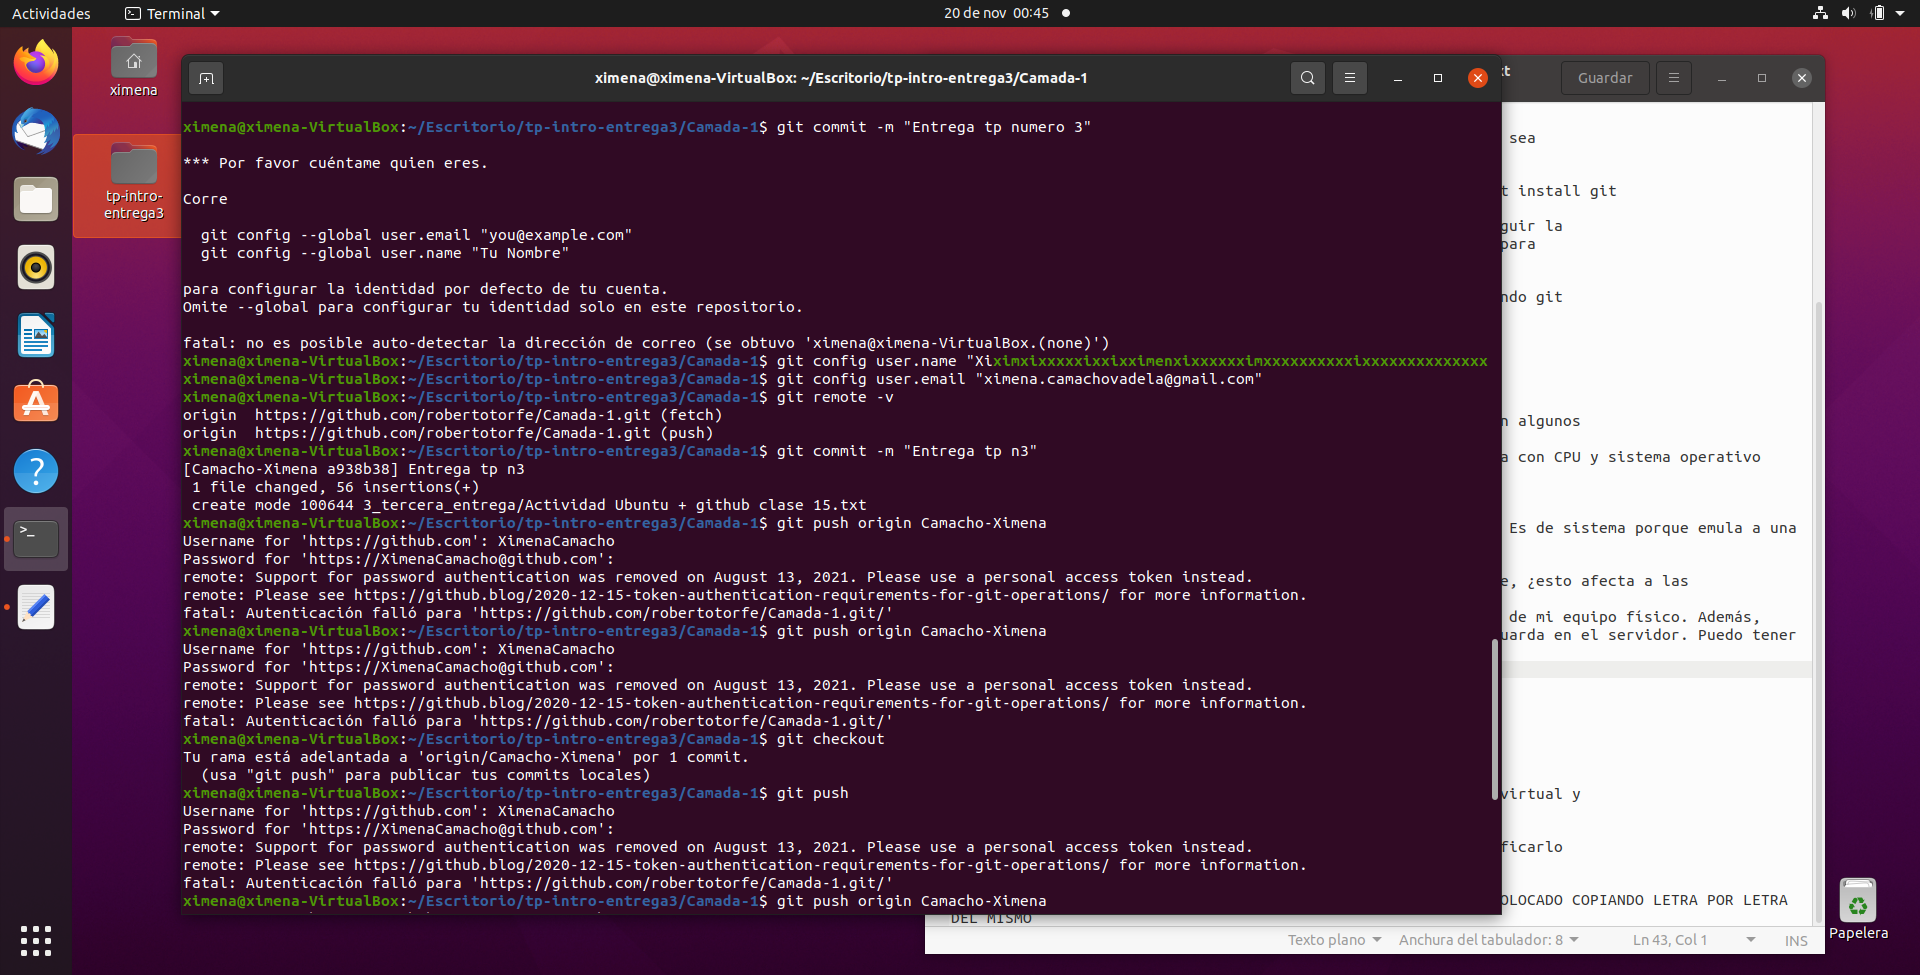 Actividades
Terminal
20 de nov 00:45
ximena
tp-intro-
entrega3
ximena@ximena-VirtualBox: ~/Escritorio/tp-intro-entrega3/Camada-1
ximena@ximena-VirtualBox:~/Escritorio/tp-intro-entrega3/Camada-1$ git commit -m "Entrega tp numero 3"
*** Por favor cuéntame quien eres.
Corre
git config --global user.email "you@example.com"
git config --global user.name "Tu Nombre"
para configurar la identidad por defecto de tu cuenta.
Omite --global para configurar tu identidad solo en este repositorio.
fatal: no es posible auto-detectar la dirección de correo (se obtuvo 'ximena@ximena-VirtualBox.(none)')
ximena@ximena-VirtualBox:~/Escritorio/tp-intro-entrega3/Camada-1$ git config user.name
ximena@ximena-VirtualBox:~/Escritorio/tp-intro-entrega3/Camada-1$ git config user.email "ximena.camachovadela@gmail.com"
ximena@ximena-VirtualBox:~/Escritorio/tp-intro-entrega3/Camada-1$ git remote -v
origin https://github.com/robertotorfe/Camada-1.git (fetch)
origin https://github.com/robertotorfe/Camada-1.git (push)
ximena@ximena-VirtualBox:~/Escritorio/tp-intro-entrega3/Camada-1$ git commit -m "Entrega tp n3"
[Camacho-Ximena a938b38] Entrega tp n3
1 file changed, 56 insertions(+)
create mode 100644 3_tercera_entrega/Actividad Ubuntu + github clase 15.txt
ximena@ximena-VirtualBox:~/Escritorio/tp-intro-entrega3/Camada-1$ git push origin Camacho-Ximena
Username for 'https://github.com': XimenaCamacho
Password for 'https://XimenaCamacho@github.com':
remote: Support for password authentication was removed on August 13, 2021. Please use a personal access token instead.
remote: Please see https://github.blog/2020-12-15-token-authentication-requirements-for-git-operations/ for more information.
fatal: Autenticación falló para 'https://github.com/robertotorfe/Camada-1.git/'
ximena@ximena-VirtualBox:~/Escritorio/tp-intro-entrega3/Camada-1$ git push origin Camacho-Ximena
Username for 'https://github.com': XimenaCamacho
Password for 'https://XimenaCamacho@github.com':
remote: Support for password authentication was removed on August 13, 2021. Please use a personal access token instead.
remote: Please see https://github.blog/2020-12-15-token-authentication-requirements-for-git-operations/ for more information.
fatal: Autenticación falló para 'https://github.com/robertotorfe/Camada-1.git/'
ximena@ximena-VirtualBox:~/Escritorio/tp-intro-entrega3/Camada-1$ git checkout
Tu rama está adelantada a 'origin/Camacho-Ximena' por 1 commit.
(usa "git push" para publicar tus commits locales)
ximena@ximena-VirtualBox:~/Escritorio/tp-intro-entrega3/Camada-1$ git push
Username for 'https://github.com': XimenaCamacho
Password for 'https://XimenaCamacho@github.com':
remote: Support for password authentication was removed on August 13, 2021. Please use a personal access token instead.
remote: Please see https://github.blog/2020-12-15-token-authentication-requirements-for-git-operations/ for more information.
fatal: Autenticación falló para 'https://github.com/robertotorfe/Camada-1.git/'
ximena@ximena-VirtualBox:~/Escritorio/tp-intro-entrega3/Camada-1$ git push origin Camacho-Ximena
xt
Guardar
sea
t install git
guir la
para
ndo git
n algunos
a con CPU y sistema operativo
Es de sistema porque emula a una
e, ¿esto afecta a las
de mi equipo físico. Además,
uarda en el servidor. Puedo tener
virtual y
ficarlo
OLOCADO COPIANDO LETRA POR LETRA
DEL MISMO
Texto plano
Anchura del tabulador: 8
Ln 43, Col 1
INS
Papelera